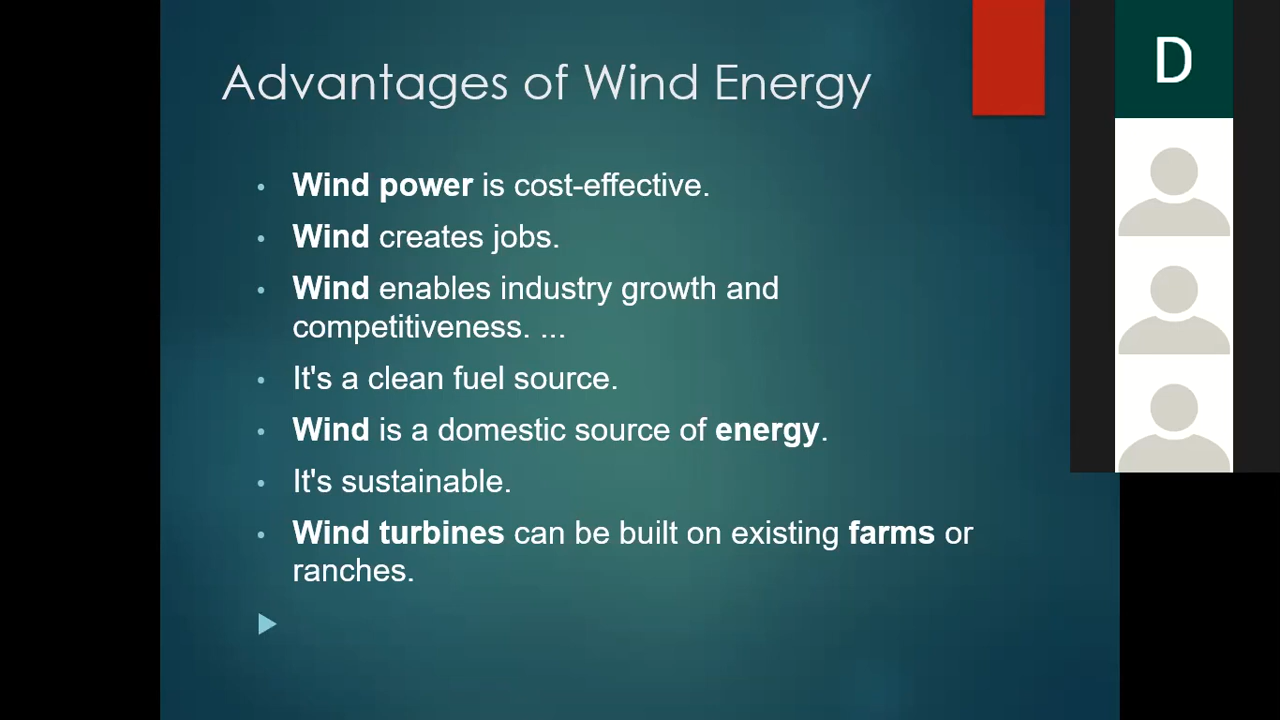 Advantages of Wind Energy
D
• Wind power is cost-effective.
• Wind creates jobs.
• Wind enables industry growth and
competitiveness. ...
• It's a clean fuel source.
• Wind is a domestic source of energy.
• It's sustainable.
• Wind turbines can be built on existing farms or
ranches.